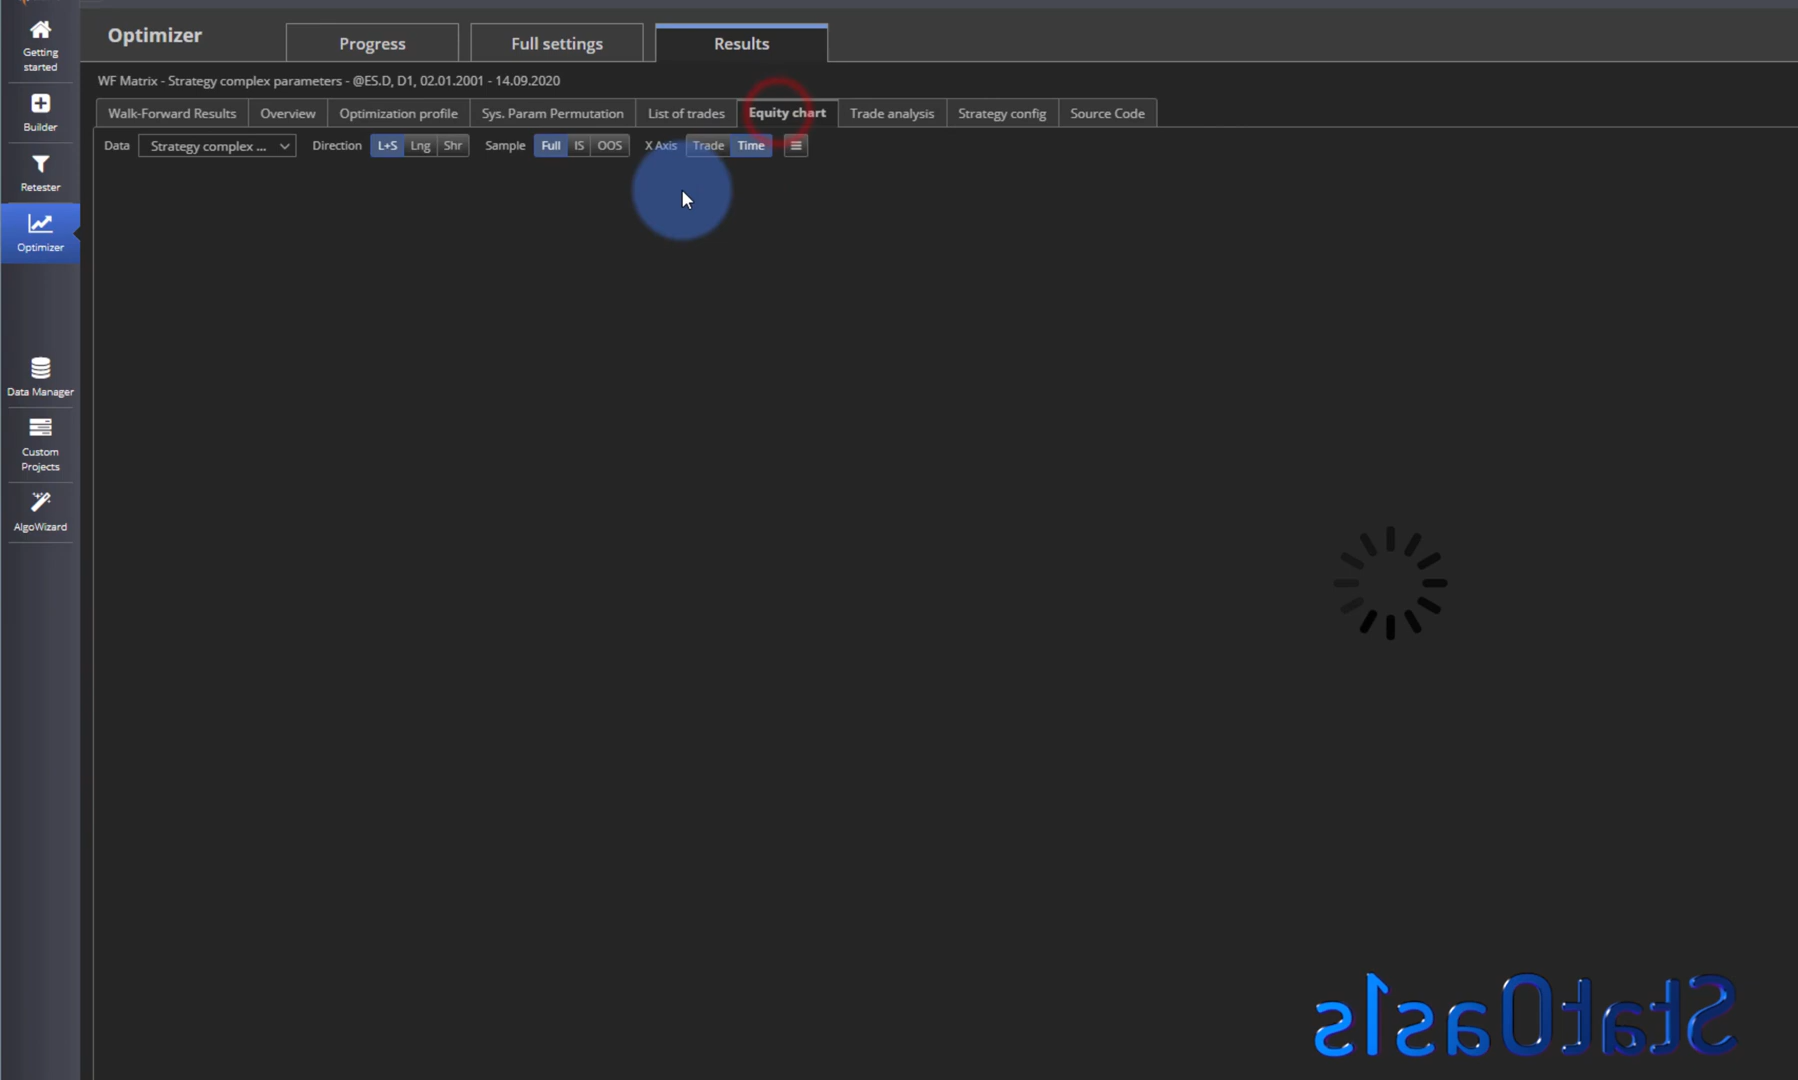 Optimizer
Progress
Full settings
Results
Getting
started
WF Matrix - Strategy complex parameters - @ES.D, D1, 02.01.2001 - 14.09.2020
Walk-Forward Results
Overview
Optimization profile
Sys. Param Permutation
List of trades
Equity chart
Trade analysis
Strategy config
Source Code
Builder
Data
Strategy complex ...
Direction
L+S
Lng
Shr
Sample
Full
IS
OOS
X Axis
Trade
Time
Retester
Optimizer
Data Manager
Custom
Projects
AlgoWizard
StatOas1s